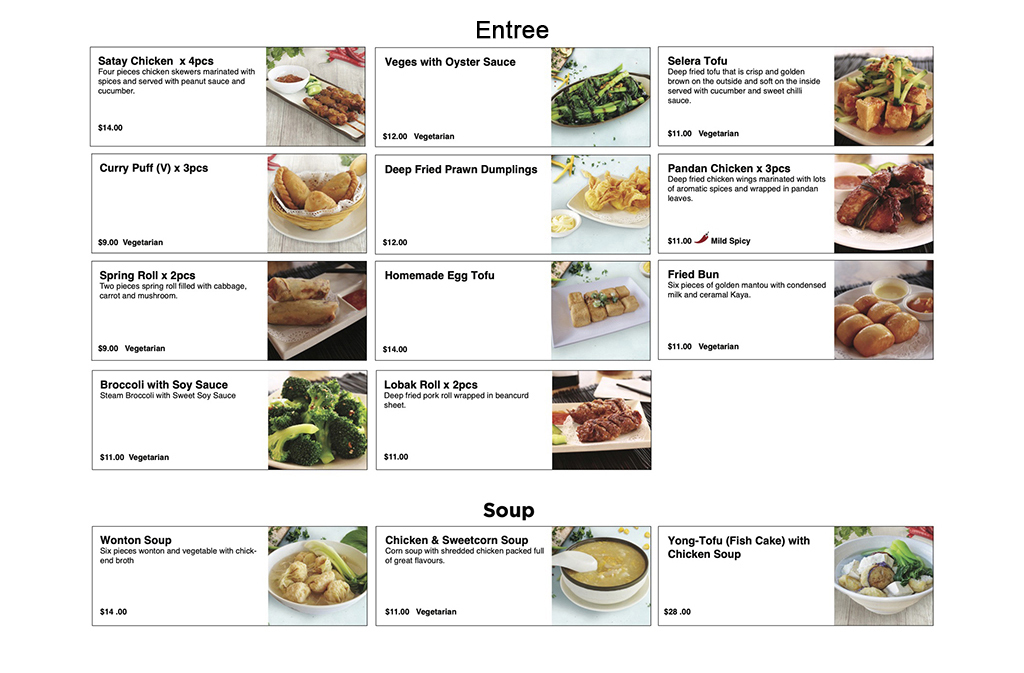 Entree
Satay Chicken  x 4pcs
Four pieces chicken skewers marinated with
spices and served with peanut sauce and
cucumber.
$14.00
Veges with Oyster Sauce
$12.00 Vegetarian
Selera Tofu
Deep fried tofu that is crisp and golden
brown on the outside and soft on the inside
served with cucumber and sweet chilli
sauce.
$11.00 Vegetarian
Curry Puff (V) x 3pcs
$9.00 Vegetarian
Deep Fried Prawn Dumplings
$12.00
Pandan Chicken x 3pcs
Deep fried chicken wings marinated with lots
of aromatic spices and wrapped in pandan
leaves.
$11.00 Mild Spicy
Spring Roll x 2pcs
Two pieces spring roll filled with cabbage,
carrot and mushroom.
$9.00 Vegetarian
Homemade Egg Tofu
$14.00
Fried Bun
Six pieces of golden mantou with condensed
milk and ceramal Kaya.
$11.00 Vegetarian
Broccoli with Soy Sauce
Steam Broccoli with Sweet Soy Sauce
$11.00 Vegetarian
Lobak Roll x 2pcs
Deep fried pork roll wrapped in beancurd
sheet.
$11.00
Soup
Wonton Soup
Six pieces wonton and vegetable with chick-
end broth
$14 .00
Chicken & Sweetcorn Soup
Corn soup with shredded chicken packed full
of great flavours.
$11.00 Vegetarian
Yong-Tofu (Fish Cake) with
Chicken Soup
$28 .00